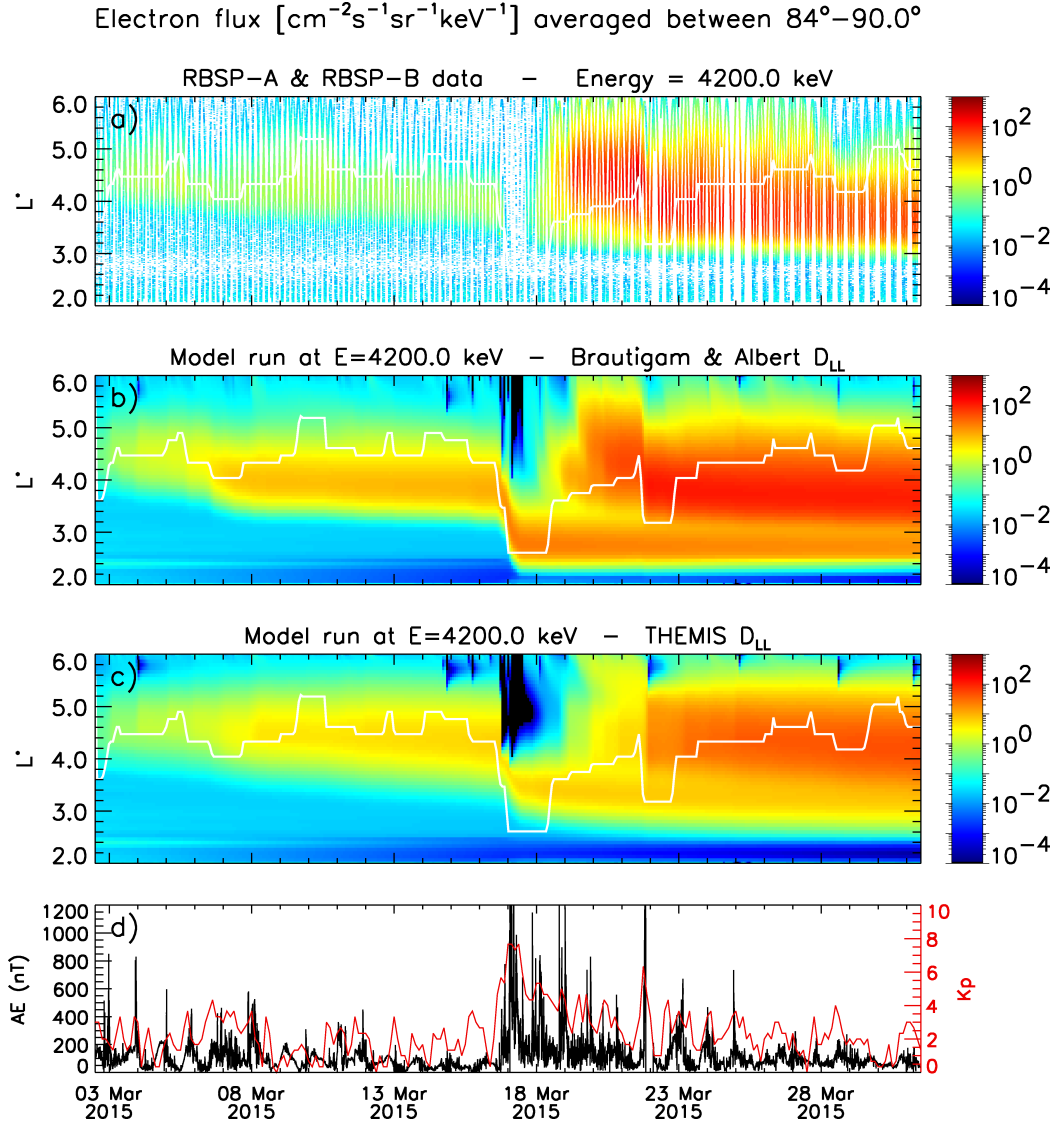 Electron flux [cm⁻²s⁻¹sr⁻¹keV⁻¹] averaged between 84°−90.0°
RBSP−A & RBSP−B data − Energy = 4200.0 keV
a)
6.0
5.0
4.0
3.0
2.0
L*
10²
10⁰
10⁻²
10⁻⁴
Model run at E=4200.0 keV − Brautigam & Albert D_LL
b)
6.0
5.0
4.0
3.0
2.0
L*
10²
10⁰
10⁻²
10⁻⁴
Model run at E=4200.0 keV − THEMIS D_LL
c)
6.0
5.0
4.0
3.0
2.0
L*
10²
10⁰
10⁻²
10⁻⁴
d)
1200
1000
800
600
400
200
0
AE (nT)
10
8
6
4
2
0
Kp
03 Mar 08 Mar 13 Mar 18 Mar 23 Mar 28 Mar
2015 2015 2015 2015 2015 2015